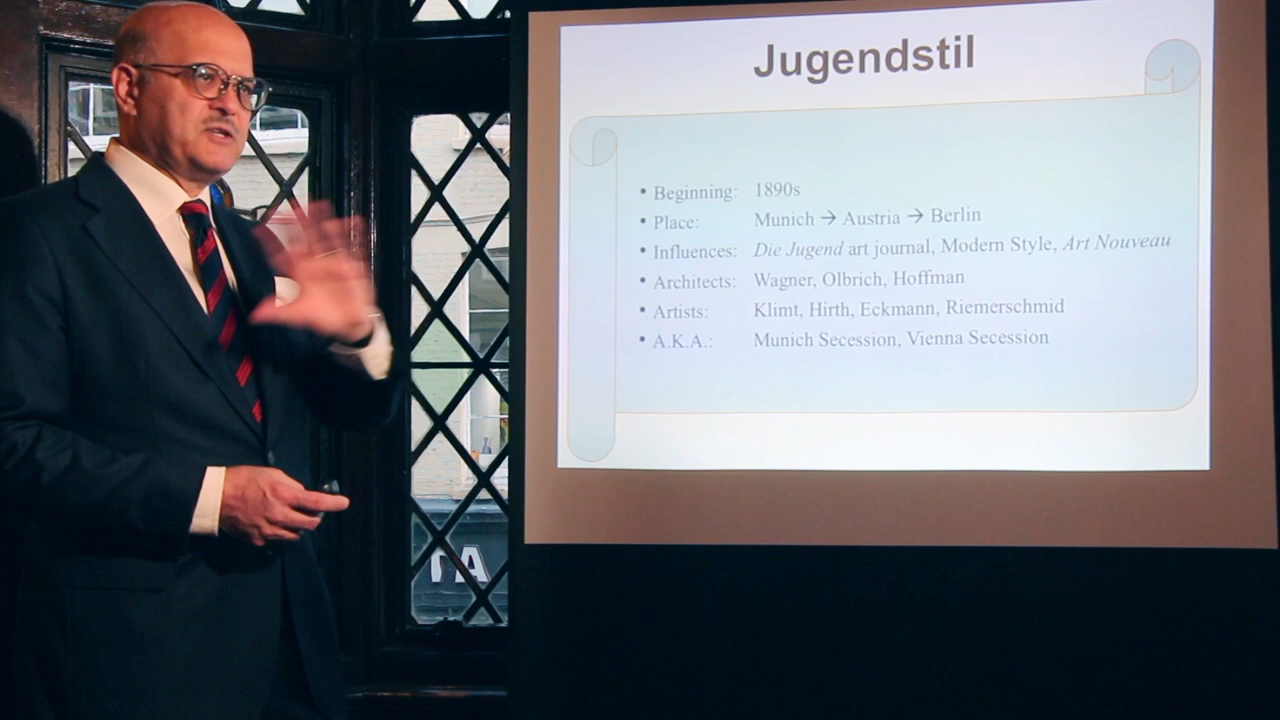 Jugendstil
• Beginning: 1890s
• Place: Munich → Austria → Berlin
• Influences: Die Jugend art journal, Modern Style, Art Nouveau
• Architects: Wagner, Olbrich, Hoffman
• Artists: Klimt, Hirth, Eckmann, Riemerschmid
• A.K.A.: Munich Secession, Vienna Secession